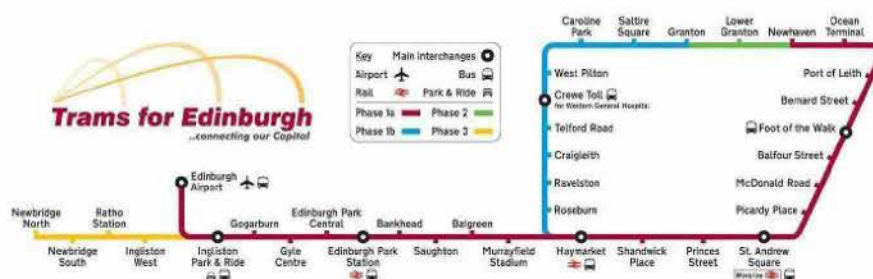 Trams for Edinburgh
...connecting our Capital
Key Main interchanges
Airport Bus
Rail Park & Ride
Phase 1a Phase 2
Phase 1b Phase 3
Caroline
Park
Saltire
Square
Granton
Lower
Granton
Newhaven
Ocean
Terminal
West Pilton
Crewe Toll
for Western General Hospital
Telford Road
Craigleith
Ravelston
Roseburn
Port of Leith
Bernard Street
Foot of the Walk
Balfour Street
McDonald Road
Picardy Place
Edinburgh
Airport
Newbridge
North
Ratho
Station
Newbridge
South
Ingliston
West
Ingliston
Park & Ride
Gogarburn
Gyle
Centre
Edinburgh Park
Central
Edinburgh Park
Station
Bankhead
Saughton
Balgreen
Murrayfield
Stadium
Haymarket
Shandwick
Place
Princes
Street
St. Andrew
Square
Waverley